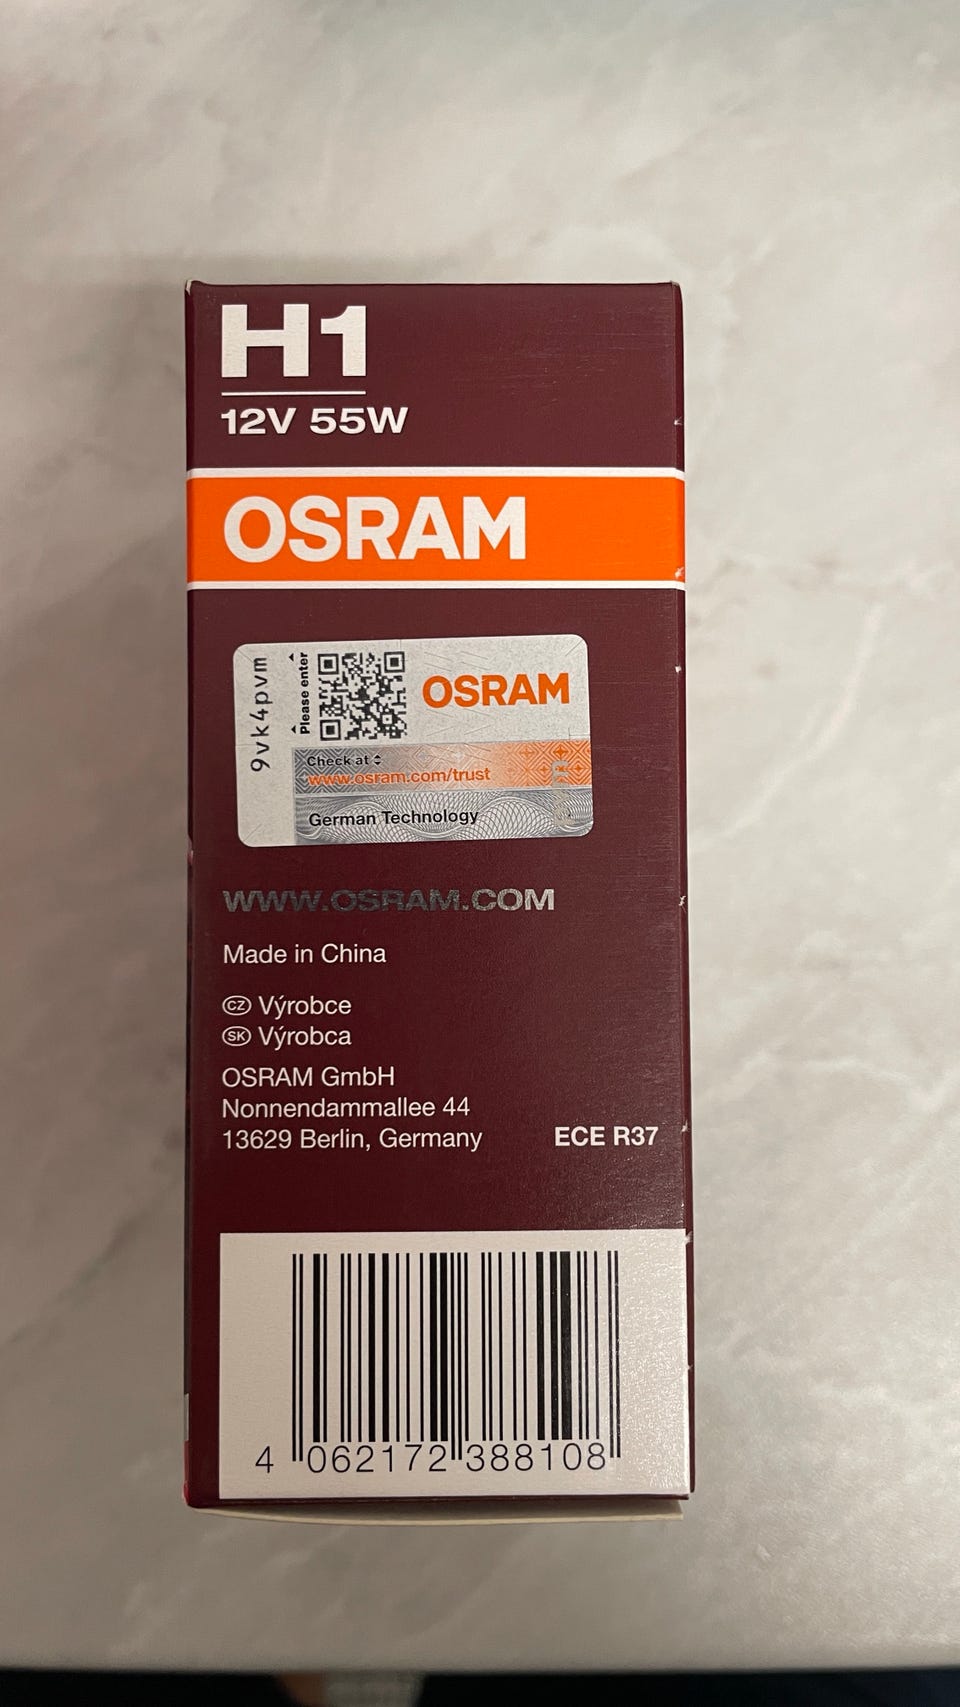 H1
12V 55W
OSRAM
9vk4pvm
Please enter
OSRAM
Check at
www.osram.com/trust
German Technology
WWW.OSRAM.COM
Made in China
CZ Výrobce
SK Výrobca
OSRAM GmbH
Nonnendammallee 44
13629 Berlin, Germany
ECE R37
4 062172 388108